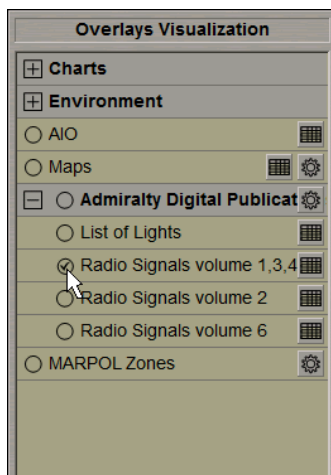 Overlays Visualization
Charts
Environment
AIO
Maps
Admiralty Digital Publicat
List of Lights
Radio Signals volume 1,3,4
Radio Signals volume 2
Radio Signals volume 6
MARPOL Zones